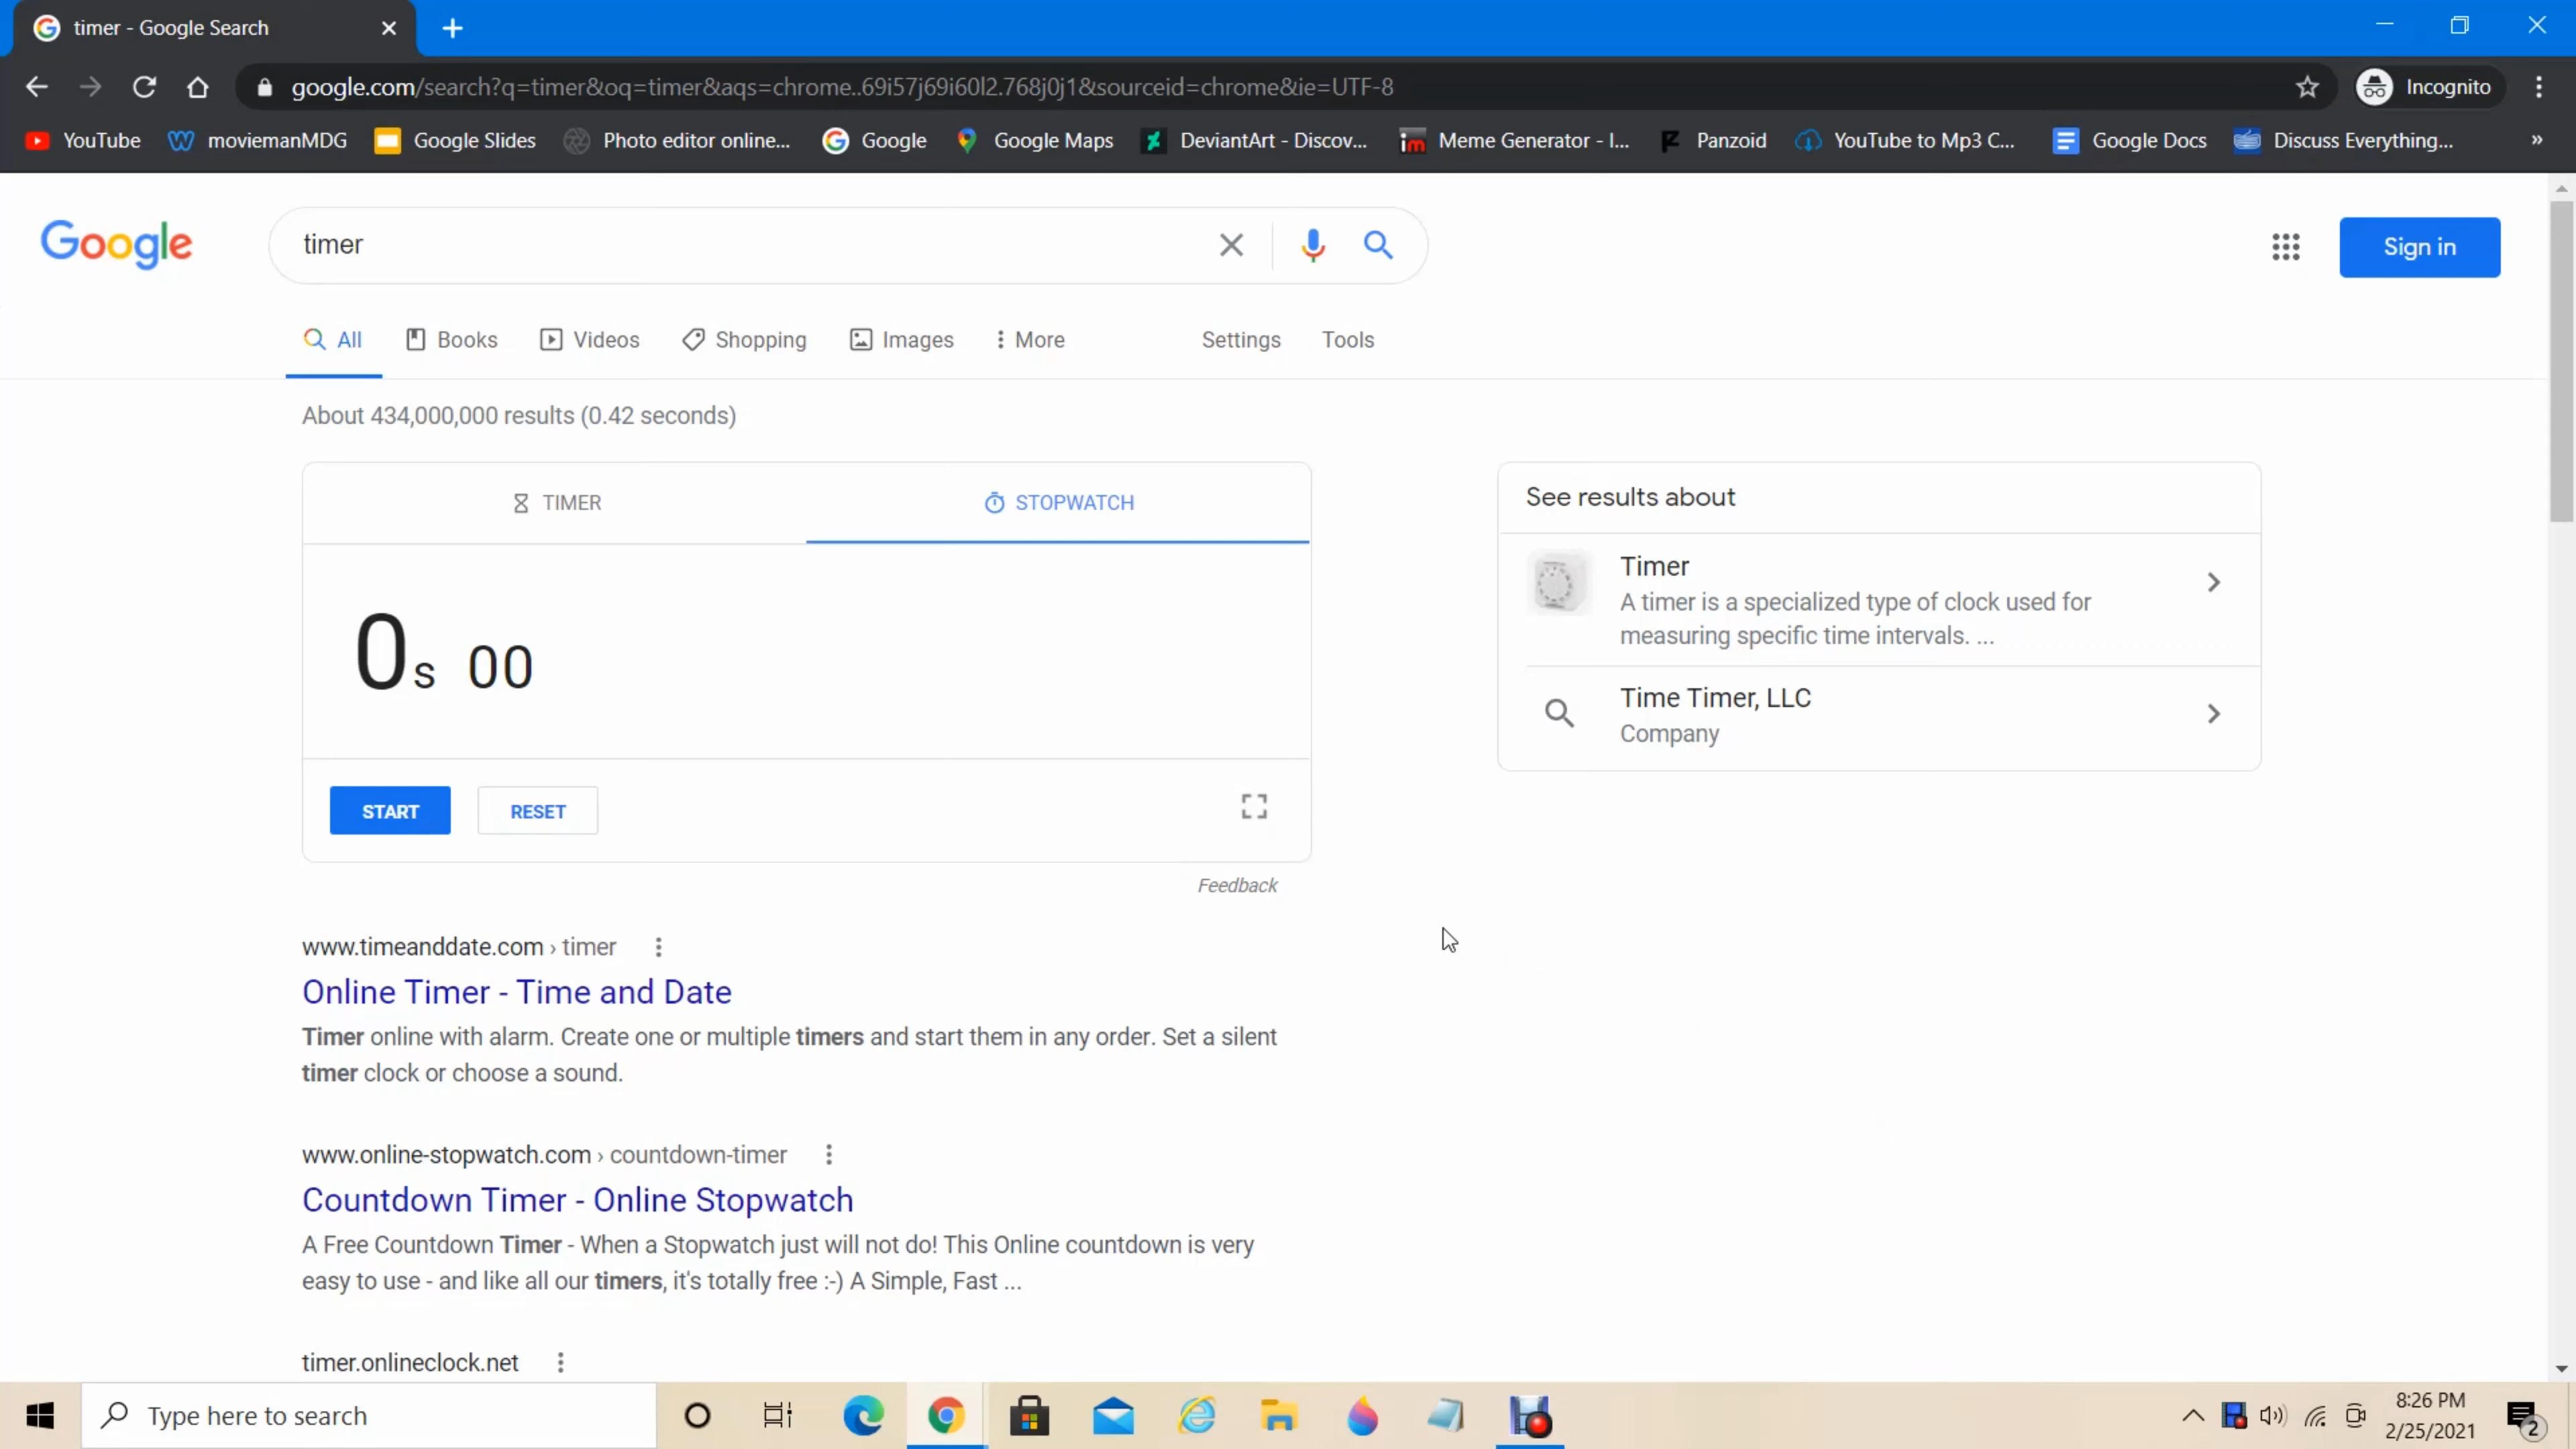 timer - Google Search
google.com/search?q=timer&oq=timer&aqs=chrome..69i57j69i60l2.768j0j1&sourceid=chrome&ie=UTF-8
Incognito
YouTube
moviemanMDG
Google Slides
Photo editor online...
Google
Google Maps
DeviantArt - Discov...
Meme Generator - I...
Panzoid
YouTube to Mp3 C...
Google Docs
Discuss Everything...
»
Google
timer
Sign in
All
Books
Videos
Shopping
Images
More
Settings
Tools
About 434,000,000 results (0.42 seconds)
TIMER
STOPWATCH
0s 00
START
RESET
Feedback
See results about
Timer
A timer is a specialized type of clock used for
measuring specific time intervals. ...
Time Timer, LLC
Company
www.timeanddate.com › timer
Online Timer - Time and Date
Timer online with alarm. Create one or multiple timers and start them in any order. Set a silent
timer clock or choose a sound.
www.online-stopwatch.com › countdown-timer
Countdown Timer - Online Stopwatch
A Free Countdown Timer - When a Stopwatch just will not do! This Online countdown is very
easy to use - and like all our timers, it's totally free :-) A Simple, Fast ...
timer.onlineclock.net
Type here to search
8:26 PM
2/25/2021
2